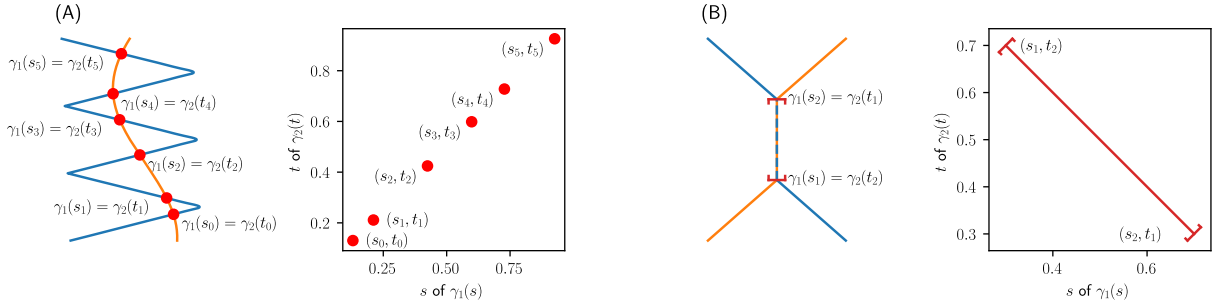 (A)
γ₁(s₅) = γ₂(t₅)
γ₁(s₄) = γ₂(t₄)
γ₁(s₃) = γ₂(t₃)
γ₁(s₂) = γ₂(t₂)
γ₁(s₁) = γ₂(t₁)
γ₁(s₀) = γ₂(t₀)
t of γ₂(t)
0.8
0.6
0.4
0.2
(s₅, t₅)
(s₄, t₄)
(s₃, t₃)
(s₂, t₂)
(s₁, t₁)
(s₀, t₀)
0.25 0.50 0.75
s of γ₁(s)
(B)
γ₁(s₂) = γ₂(t₁)
γ₁(s₁) = γ₂(t₂)
t of γ₂(t)
0.7
0.6
0.5
0.4
0.3
(s₁, t₂)
(s₂, t₁)
0.4 0.6
s of γ₁(s)